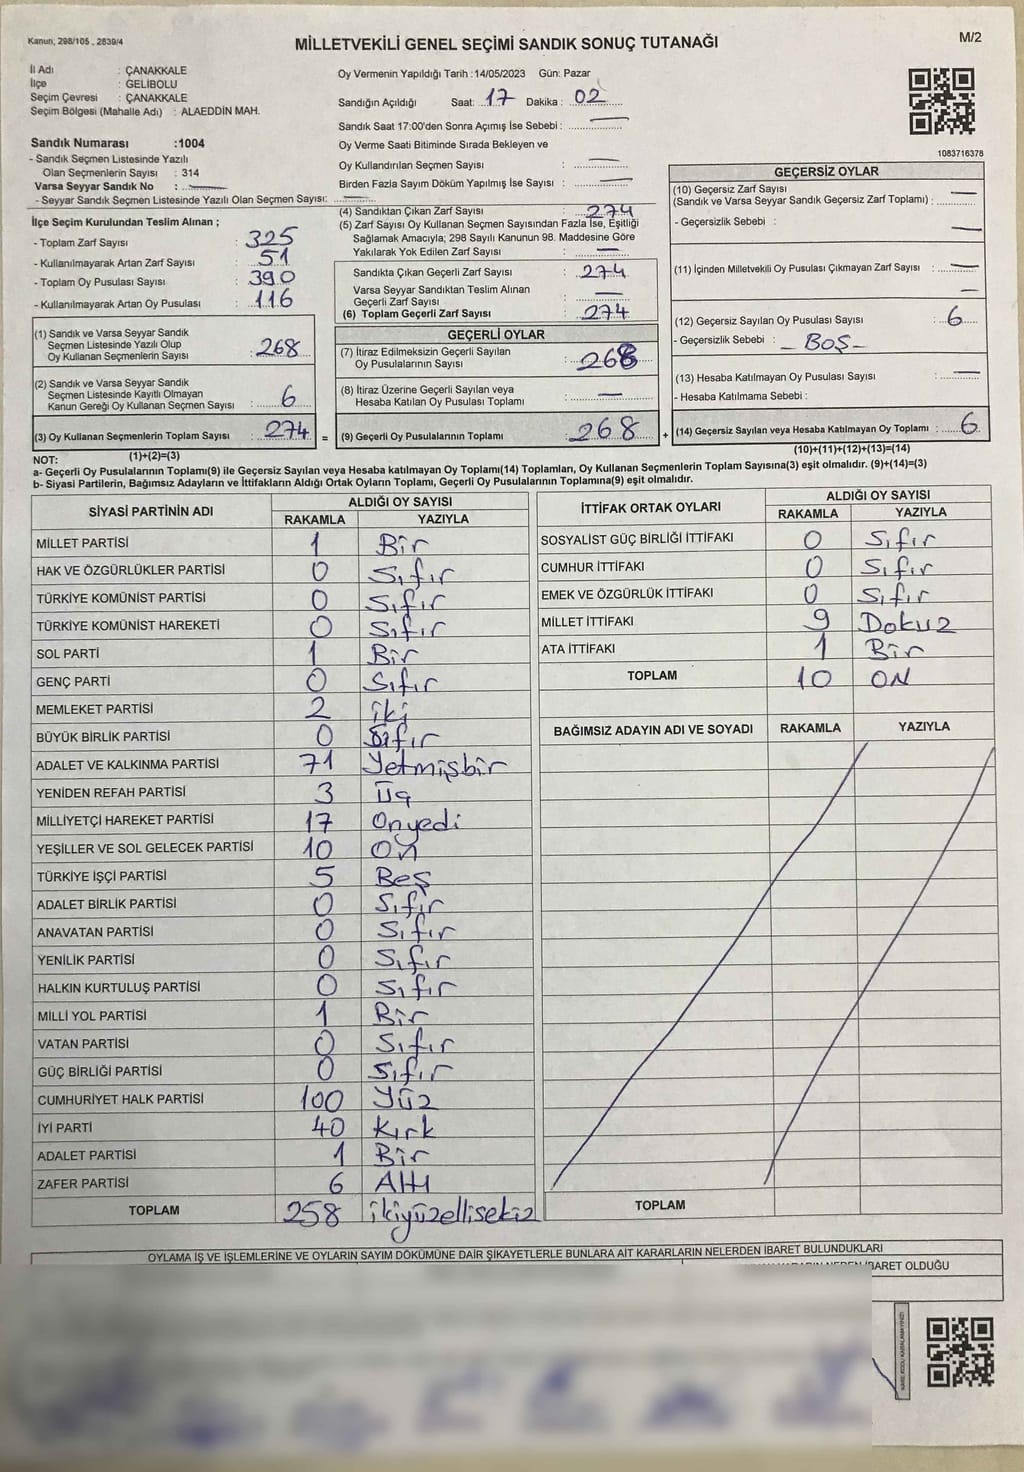 Kanun, 298/105 , 2839/4
MİLLETVEKİLİ GENEL SEÇİMİ SANDIK SONUÇ TUTANAĞI
M/2
İl Adı : ÇANAKKALE
İlçe : GELİBOLU
Seçim Çevresi : ÇANAKKALE
Seçim Bölgesi (Mahalle Adı) : ALAEDDİN MAH.
Sandık Numarası :1004
- Sandık Seçmen Listesinde Yazılı
Olan Seçmenlerin Sayısı : 314
Varsa Seyyar Sandık No :
- Seyyar Sandık Seçmen Listesinde Yazılı Olan Seçmen Sayısı:
Oy Vermenin Yapıldığı Tarih :14/05/2023 Gün: Pazar
Sandığın Açıldığı Saat: 17 Dakika : 02
Sandık Saat 17:00'den Sonra Açımış İse Sebebi :
Oy Verme Saati Bitiminde Sırada Bekleyen ve
Oy Kullandırılan Seçmen Sayısı :
Birden Fazla Sayım Döküm Yapılmış İse Sayısı :
1083716378
İlçe Seçim Kurulundan Teslim Alınan ;
- Toplam Zarf Sayısı : 325
- Kullanılmayarak Artan Zarf Sayısı : 51
- Toplam Oy Pusulası Sayısı : 390
- Kullanılmayarak Artan Oy Pusulası : 116
(1) Sandık ve Varsa Seyyar Sandık
Seçmen Listesinde Yazılı Olup
Oy Kullanan Seçmenlerin Sayısı : 268
(2) Sandık ve Varsa Seyyar Sandık
Seçmen Listesinde Kayıtlı Olmayan
Kanun Gereği Oy Kullanan Seçmen Sayısı : 6
(3) Oy Kullanan Seçmenlerin Toplam Sayısı : 274 =
(4) Sandıktan Çıkan Zarf Sayısı : 274
(5) Zarf Sayısı Oy Kullanan Seçmen Sayısından Fazla İse, Eşitliği
Sağlamak Amacıyla; 298 Sayılı Kanunun 98. Maddesine Göre
Yakılarak Yok Edilen Zarf Sayısı :
Sandıkta Çıkan Geçerli Zarf Sayısı : 274
Varsa Seyyar Sandıktan Teslim Alınan
Geçerli Zarf Sayısı :
(6) Toplam Geçerli Zarf Sayısı : 274
GEÇERLİ OYLAR
(7) İtiraz Edilmeksizin Geçerli Sayılan
Oy Pusulalarının Sayısı : 268
(8) İtiraz Üzerine Geçerli Sayılan veya
Hesaba Katılan Oy Pusulası Toplamı :
(9) Geçerli Oy Pusulalarının Toplamı : 268 +
GEÇERSİZ OYLAR
(10) Geçersiz Zarf Sayısı
(Sandık ve Varsa Seyyar Sandık Geçersiz Zarf Toplamı) :
- Geçersizlik Sebebi :
(11) İçinden Milletvekili Oy Pusulası Çıkmayan Zarf Sayısı :
(12) Geçersiz Sayılan Oy Pusulası Sayısı : 6
- Geçersizlik Sebebi : - BOŞ -
(13) Hesaba Katılmayan Oy Pusulası Sayısı :
- Hesaba Katılmama Sebebi :
(14) Geçersiz Sayılan veya Hesaba Katılmayan Oy Toplamı : 6
NOT: (1)+(2)=(3)
(10)+(11)+(12)+(13)=(14)
a- Geçerli Oy Pusulalarının Toplamı(9) ile Geçersiz Sayılan veya Hesaba katılmayan Oy Toplamı(14) Toplamları, Oy Kullanan Seçmenlerin Toplam Sayısına(3) eşit olmalıdır. (9)+(14)=(3)
b- Siyasi Partilerin, Bağımsız Adayların ve İttifakların Aldığı Ortak Oyların Toplamı, Geçerli Oy Pusulalarının Toplamına(9) eşit olmalıdır.
SİYASİ PARTİNİN ADI
ALDIĞI OY SAYISI
RAKAMLA YAZIYLA
MİLLET PARTİSİ 1 Bir
HAK VE ÖZGÜRLÜKLER PARTİSİ 0 Sıfır
TÜRKİYE KOMÜNİST PARTİSİ 0 Sıfır
TÜRKİYE KOMÜNİST HAREKETİ 0 Sıfır
SOL PARTİ 1 Bir
GENÇ PARTİ 0 Sıfır
MEMLEKET PARTİSİ 2 iki
BÜYÜK BİRLİK PARTİSİ 0 Sıfır
ADALET VE KALKINMA PARTİSİ 71 Yetmişbir
YENİDEN REFAH PARTİSİ 3 Üç
MİLLİYETÇİ HAREKET PARTİSİ 17 Onyedi
YEŞİLLER VE SOL GELECEK PARTİSİ 10 On
TÜRKİYE İŞÇİ PARTİSİ 5 Beş
ADALET BİRLİK PARTİSİ 0 Sıfır
ANAVATAN PARTİSİ 0 Sıfır
YENİLİK PARTİSİ 0 Sıfır
HALKIN KURTULUŞ PARTİSİ 0 Sıfır
MİLLİ YOL PARTİSİ 1 Bir
VATAN PARTİSİ 0 Sıfır
GÜÇ BİRLİĞİ PARTİSİ 0 Sıfır
CUMHURİYET HALK PARTİSİ 100 Yüz
İYİ PARTİ 40 Kırk
ADALET PARTİSİ 1 Bir
ZAFER PARTİSİ 6 Altı
TOPLAM 258 ikiyüzellisekiz
İTTİFAK ORTAK OYLARI
ALDIĞI OY SAYISI
RAKAMLA YAZIYLA
SOSYALİST GÜÇ BİRLİĞİ İTTİFAKI 0 Sıfır
CUMHUR İTTİFAKI 0 Sıfır
EMEK VE ÖZGÜRLÜK İTTİFAKI 0 Sıfır
MİLLET İTTİFAKI 9 Dokuz
ATA İTTİFAKI 1 Bir
TOPLAM 10 ON
BAĞIMSIZ ADAYIN ADI VE SOYADI RAKAMLA YAZIYLA
TOPLAM
OYLAMA İŞ VE İŞLEMLERİNE VE OYLARIN SAYIM DÖKÜMÜNE DAİR ŞİKAYETLERLE BUNLARA AİT KARARLARIN NELERDEN İBARET BULUNDUKLARI
OLDUĞU